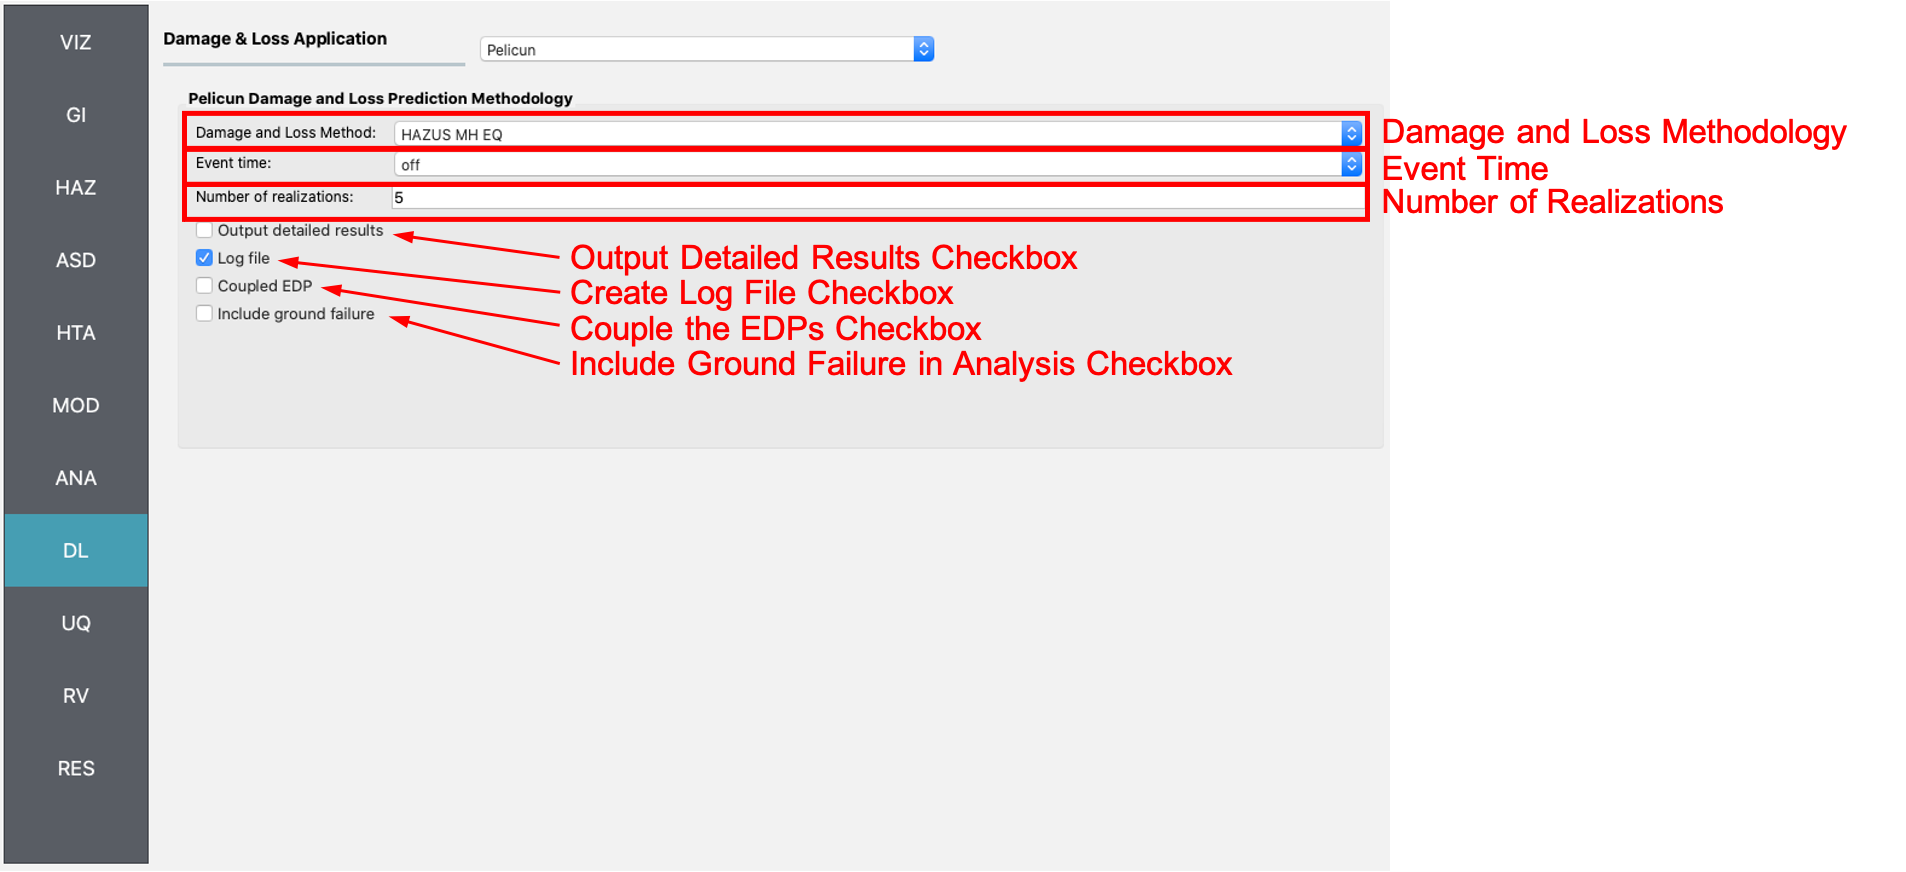 VIZ
GI
HAZ
ASD
HTA
MOD
ANA
DL
UQ
RV
RES
Damage & Loss Application
Pelicun
Pelicun Damage and Loss Prediction Methodology
Damage and Loss Method: HAZUS MH EQ
Damage and Loss Methodology
Event time: off
Event Time
Number of realizations: 5
Number of Realizations
Output detailed results
Output Detailed Results Checkbox
Log file
Create Log File Checkbox
Coupled EDP
Couple the EDPs Checkbox
Include ground failure
Include Ground Failure in Analysis Checkbox